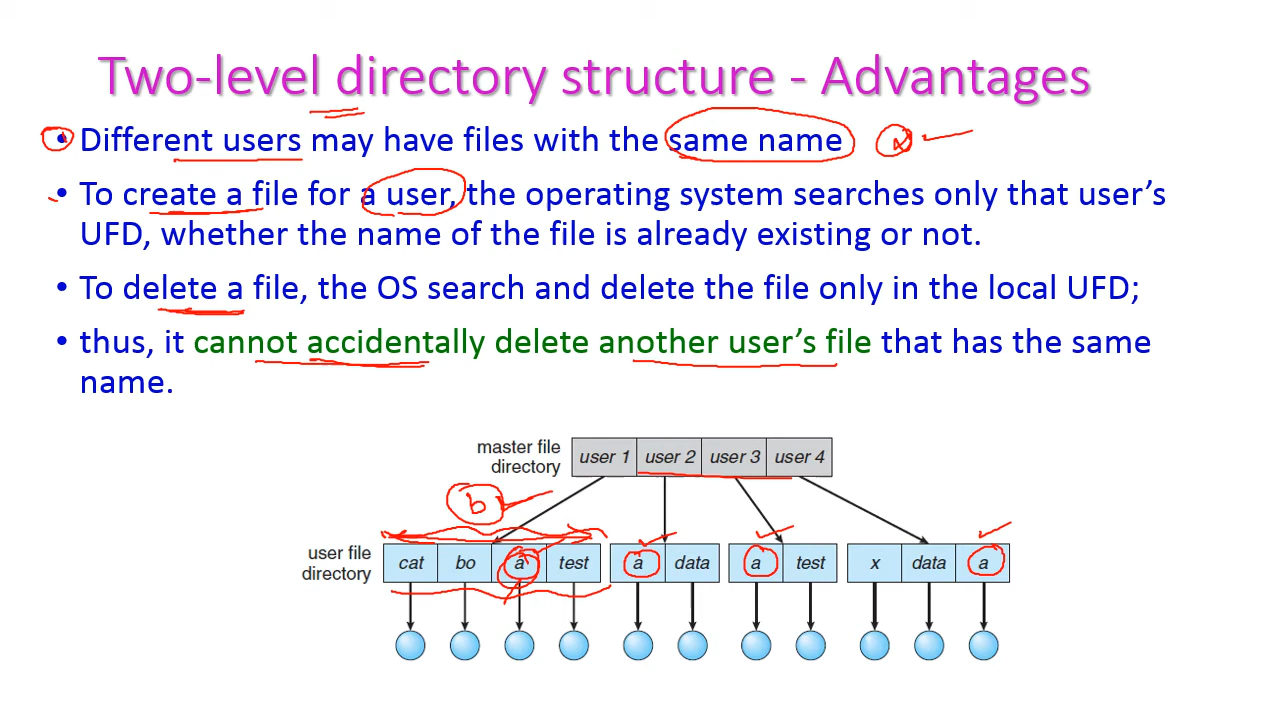 Two-level directory structure - Advantages
• Different users may have files with the same name
• To create a file for a user, the operating system searches only that user's
UFD, whether the name of the file is already existing or not.
• To delete a file, the OS search and delete the file only in the local UFD;
• thus, it cannot accidentally delete another user's file that has the same
name.
master file
directory
user 1 user 2 user 3 user 4
b
user file
directory
cat bo a test a data a test x data a